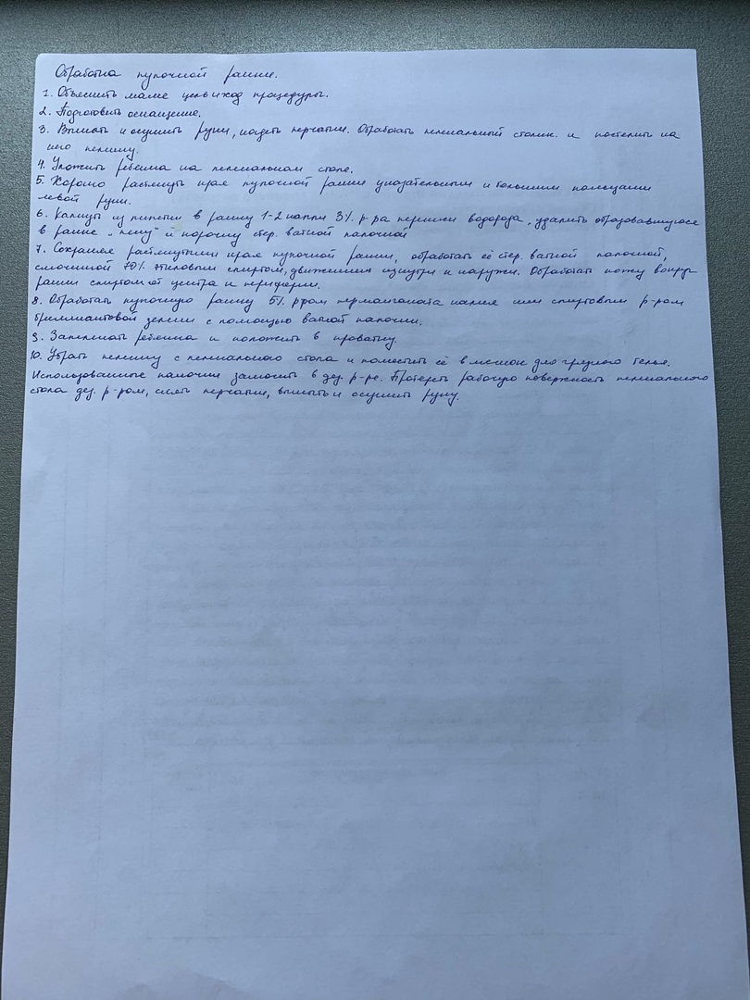 Обработка пупочной ранки.
1. Объяснить маме цель и ход процедуры.
2. Подготовить оснащение.
3. Вымыть и осушить руки, надеть перчатки. Обработать пеленальный столик и постелить на
него пеленку.
4. Уложить ребенка на пеленальном столе.
5. Хорошо растянуть края пупочной ранки указательным и большим пальцами
левой руки.
6. Капнуть из пипетки в ранку 1-2 капли 3% р-ра перекиси водорода, удалить образовавшуюся
в ранке "пену" и корочку стер. ватной палочкой
7. Сохраняя растянутыми края пупочной ранки, обработать её стер. ватной палочкой,
смоченной 70% этиловым спиртом, движением изнутри к наружи. Обработать кожу вокруг
ранки спиртом от центра к периферии.
8. Обработать пупочную ранку 5% р-ром перманганата калия или спиртовым р-ром
бриллиантовой зелени с помощью ватной палочки.
9. Запеленать ребенка и положить в кроватку.
10. Убрать пеленку с пеленального стола и поместить её в мешок для грязного белья.
Использованные палочки замочить в дез. р-ре. Протереть рабочую поверхность пеленального
стола дез. р-ром, снять перчатки, вымыть и осушить руки.